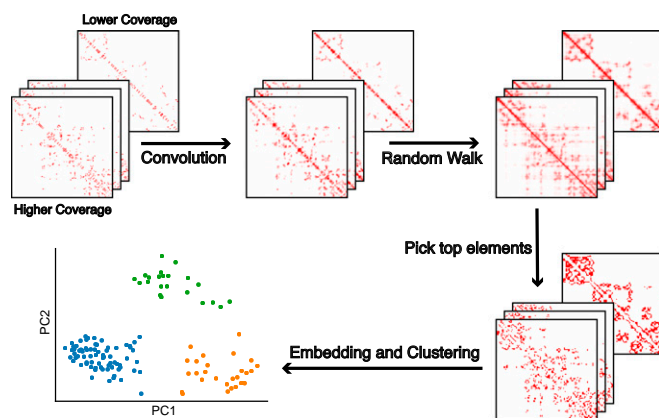 Lower Coverage
Convolution
Random Walk
Higher Coverage
Pick top elements
Embedding and Clustering
PC2
PC1